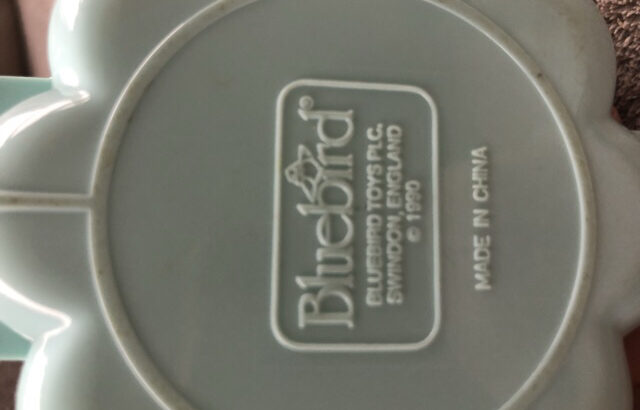 Bluebird®
BLUEBIRD TOYS PLC.
SWINDON, ENGLAND
© 1990
MADE IN CHINA